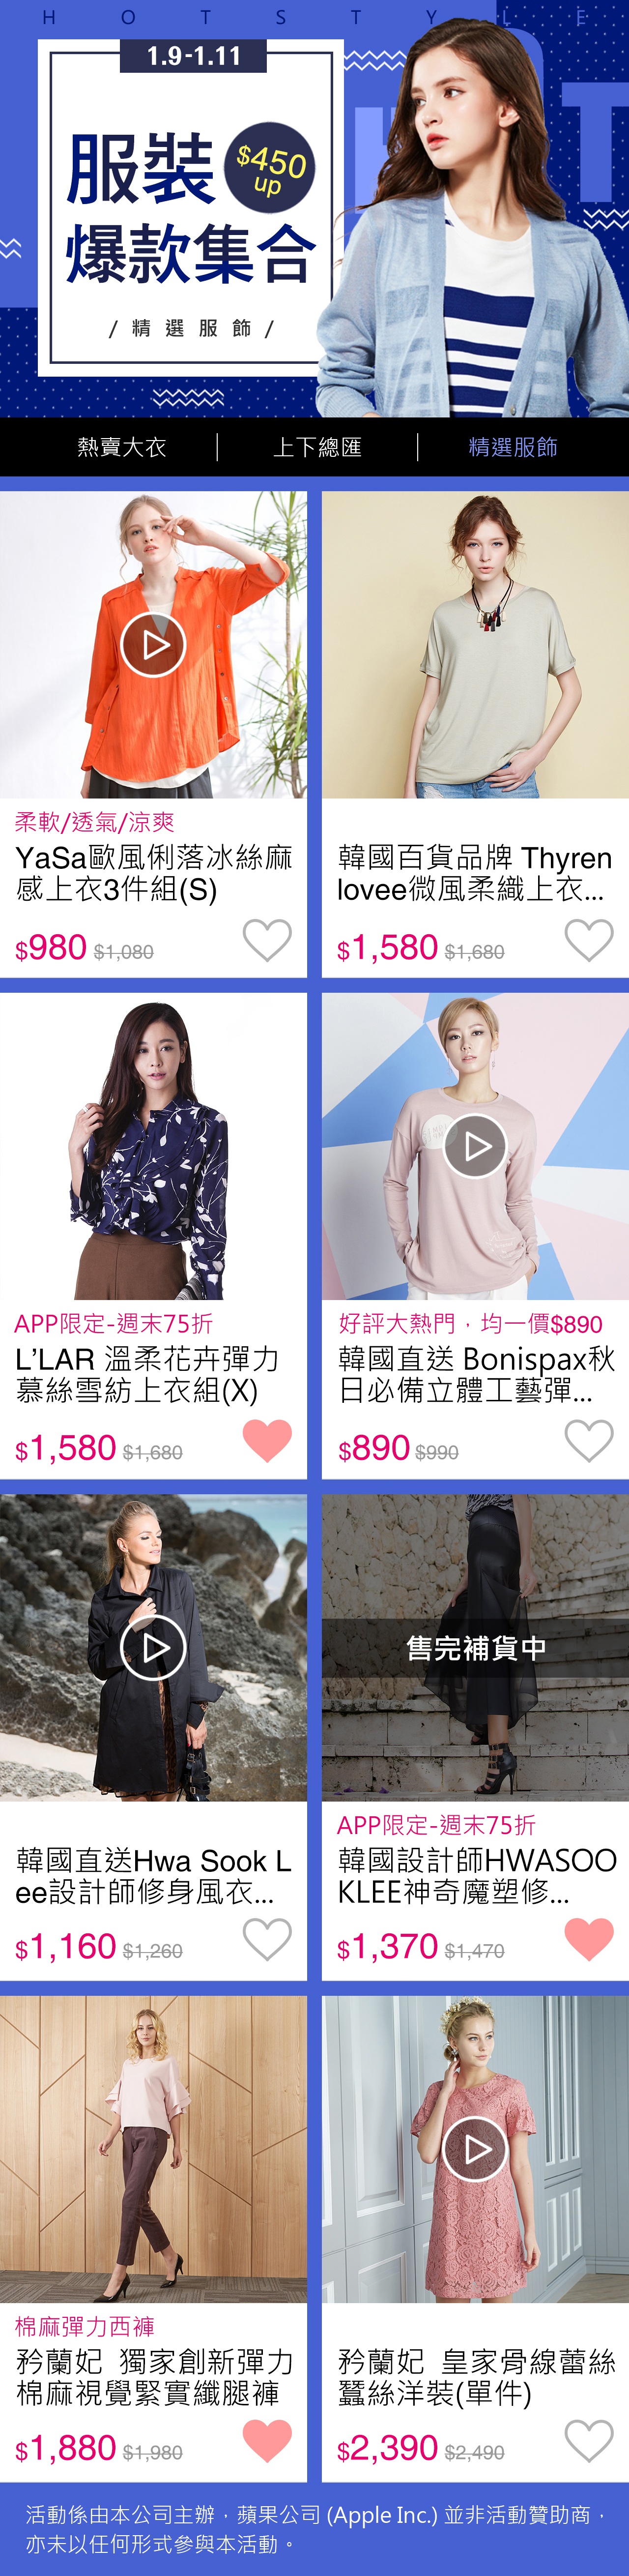 HOTSTYLE
1.9-1.11
服裝
$450
up
爆款集合
/ 精選服飾 /
熱賣大衣
上下總匯
精選服飾
柔軟/透氣/涼爽
YaSa歐風俐落冰絲麻
感上衣3件組(S)
$980 $1,080
韓國百貨品牌 Thyren
lovee微風柔織上衣...
$1,580 $1,680
APP限定-週末75折
L’LAR 溫柔花卉彈力
慕絲雪紡上衣組(X)
$1,580 $1,680
好評大熱門，均一價$890
韓國直送 Bonispax秋
日必備立體工藝彈...
$890 $990
韓國直送Hwa Sook L
ee設計師修身風衣...
$1,160 $1,260
售完補貨中
APP限定-週末75折
韓國設計師HWASOO
KLEE神奇魔塑修...
$1,370 $1,470
棉麻彈力西褲
矜蘭妃 獨家創新彈力
棉麻視覺緊實纖腿褲
$1,880 $1,980
矜蘭妃 皇家骨線蕾絲
蠶絲洋裝(單件)
$2,390 $2,490
活動係由本公司主辦，蘋果公司 (Apple Inc.) 並非活動贊助商，
亦未以任何形式參與本活動。